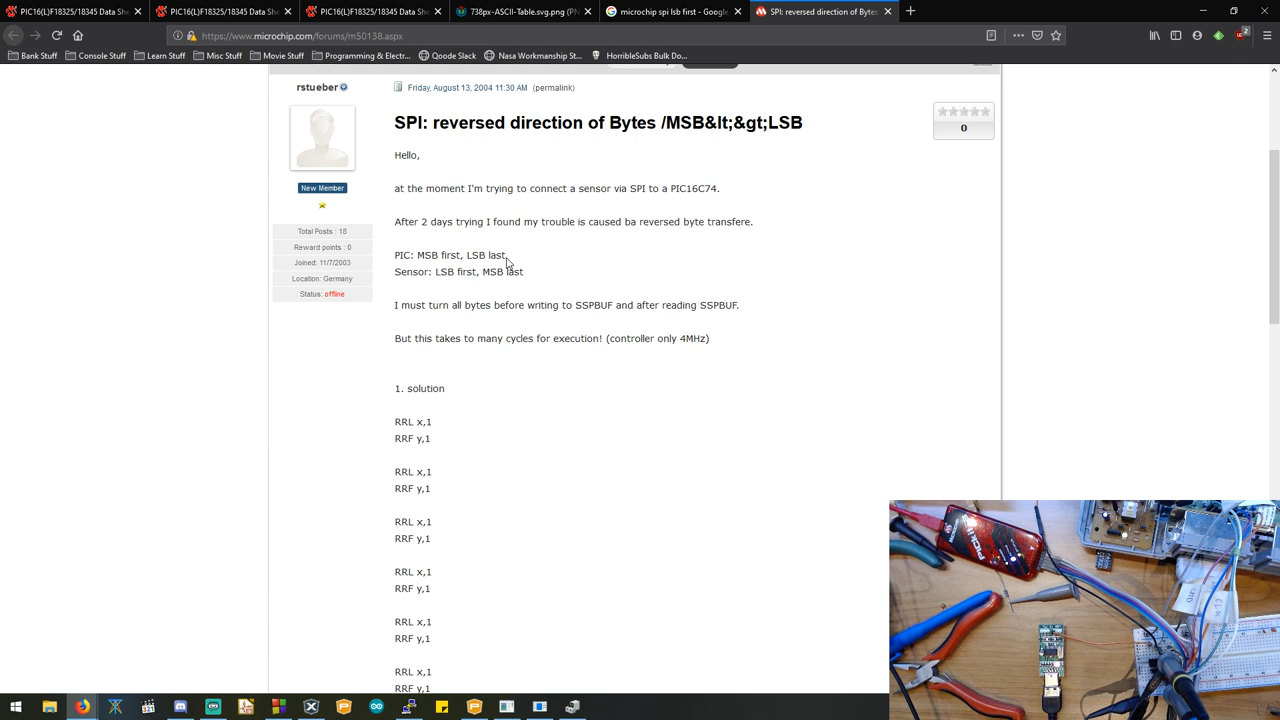 PIC16(L)F18325/18345 Data She
PIC16(L)F18325/18345 Data She
PIC16(L)F18325/18345 Data She
738px-ASCII-Table.svg.png (PN
microchip spi lsb first - Google
SPI: reversed direction of Bytes
https://www.microchip.com/forums/m50138.aspx
2
Bank Stuff
Console Stuff
Learn Stuff
Misc Stuff
Movie Stuff
Programming & Electr...
Qoode Slick
Nasa Workmanship St...
HorribleSubs Bulk Do...
rstueber
Friday, August 13, 2004 11:30 AM (permalink)
SPI: reversed direction of Bytes /MSB&lt;&gt;LSB
0
Hello,
at the moment I'm trying to connect a sensor via SPI to a PIC16C74.
New Member
After 2 days trying I found my trouble is caused ba reversed byte transfere.
Total Posts : 18
Reward points : 0
Joined: 11/7/2003
Location: Germany
Status: offline
PIC: MSB first, LSB last
Sensor: LSB first, MSB last
I must turn all bytes before writing to SSPBUF and after reading SSPBUF.
But this takes to many cycles for execution! (controller only 4MHz)
1. solution
RRL x,1
RRF y,1
RRL x,1
RRF y,1
RRL x,1
RRF y,1
RRL x,1
RRF y,1
RRL x,1
RRF y,1
RRL x,1
RRF y,1
PICkit